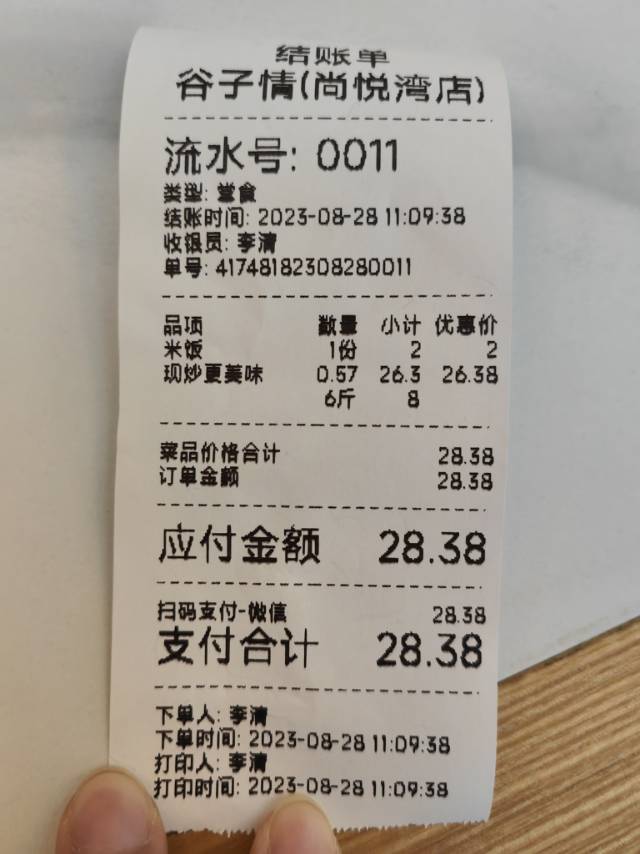 结账单
谷子情(尚悦湾店)
流水号: 0011
类型: 堂食
结账时间: 2023-08-28 11:09:38
收银员: 李清
单号: 41748182308280011
品项 数量 小计 优惠价
米饭 1份 2 2
现炒更美味 0.57 26.3 26.38
6斤 8
菜品价格合计 28.38
订单金额 28.38
应付金额 28.38
扫码支付-微信 28.38
支付合计 28.38
下单人: 李清
下单时间: 2023-08-28 11:09:38
打印人: 李清
打印时间: 2023-08-28 11:09:38